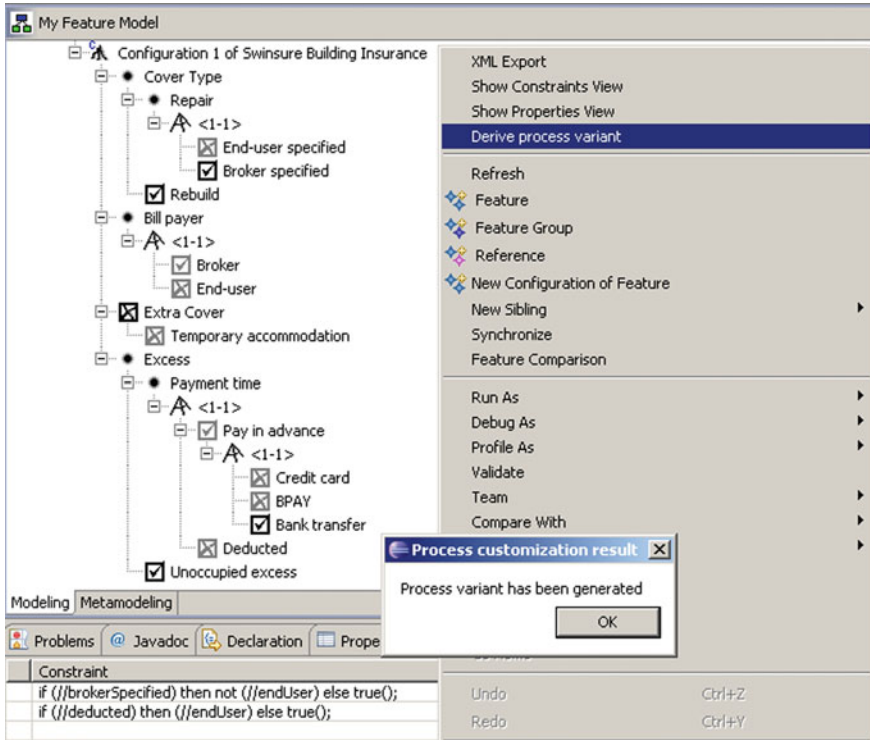 My Feature Model
Configuration 1 of Swinsure Building Insurance
Cover Type
Repair
<1-1>
End-user specified
Broker specified
Rebuild
Bill payer
<1-1>
Broker
End-user
Extra Cover
Temporary accommodation
Excess
Payment time
<1-1>
Pay in advance
<1-1>
Credit card
BPAY
Bank transfer
Deducted
Unoccupied excess
Modeling Metamodeling
XML Export
Show Constraints View
Show Properties View
Derive process variant
Refresh
Feature
Feature Group
Reference
New Configuration of Feature
New Sibling
Synchronize
Feature Comparison
Run As
Debug As
Profile As
Validate
Team
Compare With
Process customization result
Process variant has been generated
OK
Undo Ctrl+Z
Redo Ctrl+Y
Problems @ Javadoc Declaration Prope
Constraint
if (//brokerSpecified) then not (//endUser) else true();
if (//deducted) then (//endUser) else true();